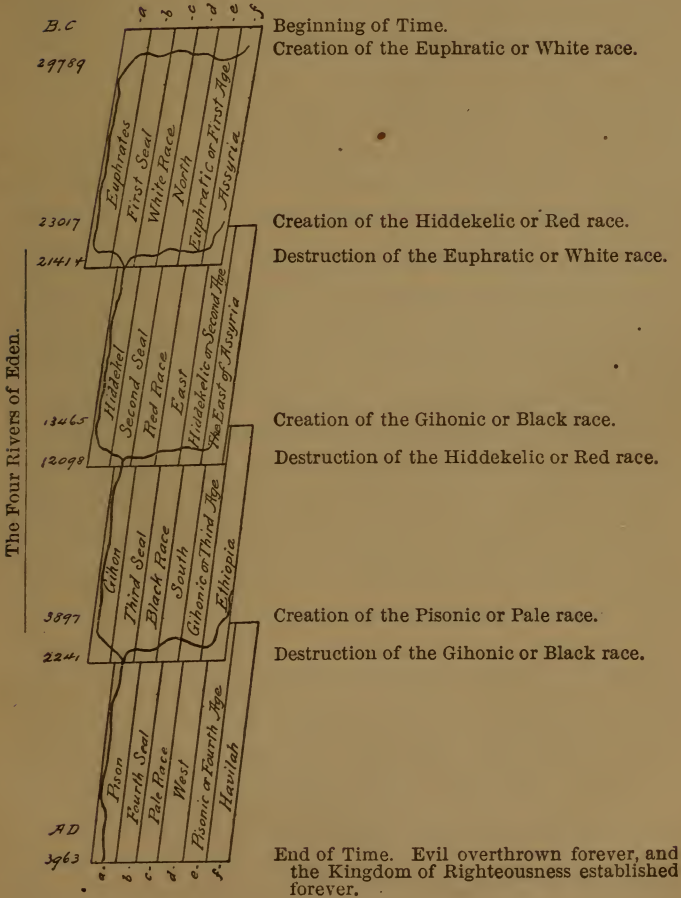 a b c d e f
B.C
Beginning of Time.
Creation of the Euphratic or White race.
29789
Euphrates
First Seal
White Race
North
Euphratic or First Age
Assyria
23017
Creation of the Hiddekelic or Red race.
21414
Destruction of the Euphratic or White race.
The Four Rivers of Eden.
Hiddekel
Second Seal
Red Race
East
Hiddekelic or Second Age
The East of Assyria
13465
Creation of the Gihonic or Black race.
12098
Destruction of the Hiddekelic or Red race.
Gihon
Third Seal
Black Race
South
Gihonic or Third Age
Ethiopia
3897
Creation of the Pisonic or Pale race.
2241
Destruction of the Gihonic or Black race.
Pison
Fourth Seal
Pale Race
West
Pisonic or Fourth Age
Havilah
AD
3963
End of Time. Evil overthrown forever, and
the Kingdom of Righteousness established
forever.
a. b. c. d. e. f.